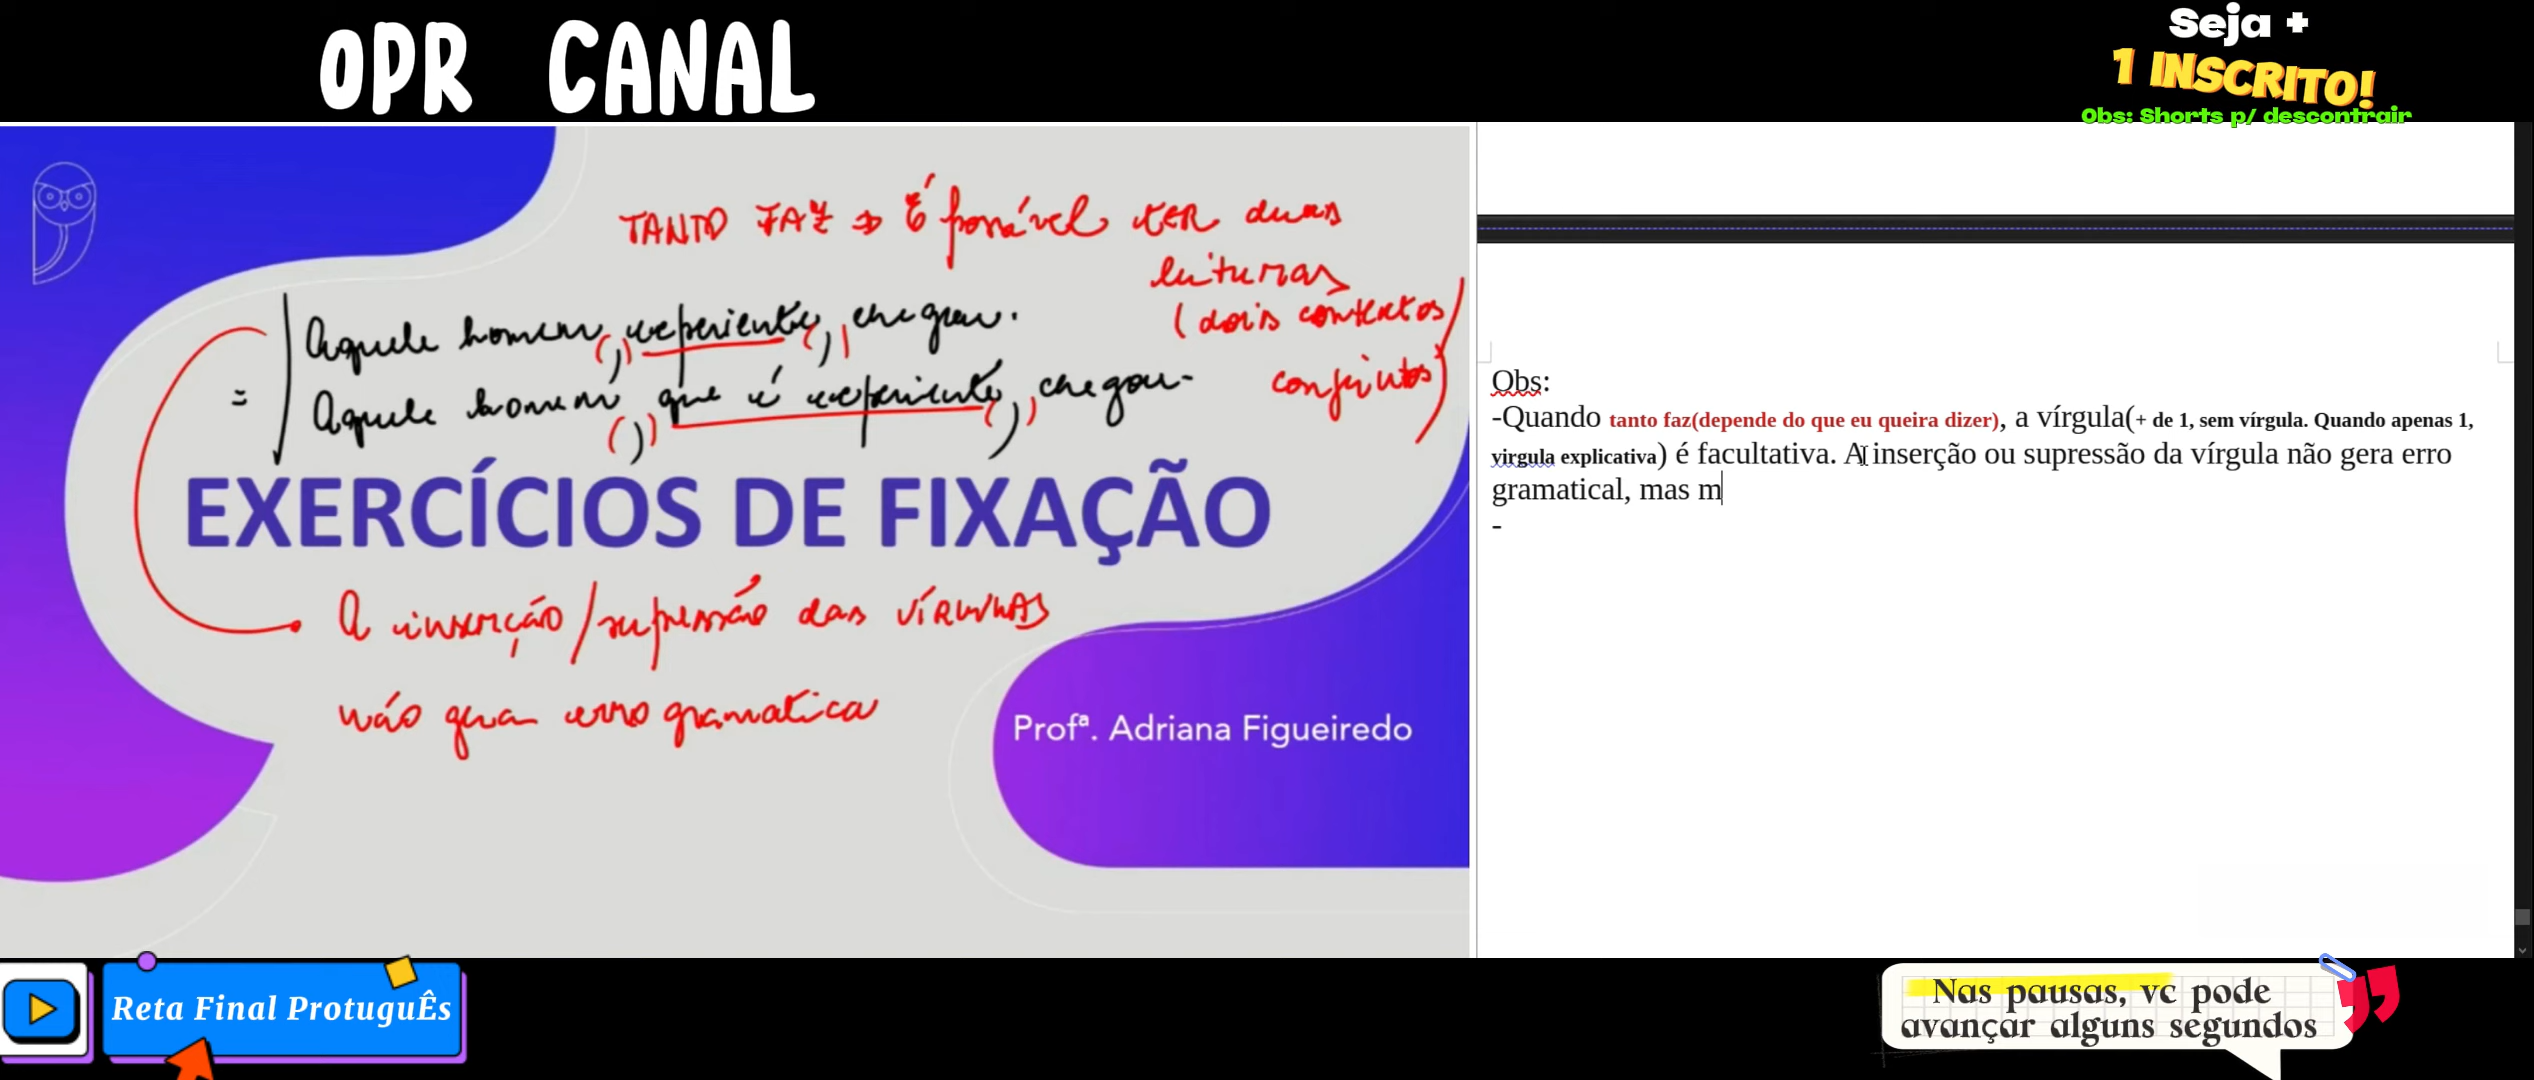 OPR CANAL
Seja +
1 INSCRITO!
Obs: Shorts p/ descontrair
TANTO FAZ → É possível ter duas
leituras
(dois contextos
conjuntos)
Aquele homem(,) experiente(,) chegou.
= Aquele homem(,) que é experiente(,) chegou.
EXERCÍCIOS DE FIXAÇÃO
A inserção/supressão das VÍRGULAS
não gera erro gramatica
Profª. Adriana Figueiredo
Obs:
-Quando tanto faz(depende do que eu queira dizer), a vírgula(+ de 1, sem vírgula. Quando apenas 1,
virgula explicativa) é facultativa. A inserção ou supressão da vírgula não gera erro
gramatical, mas m
-
Reta Final ProtuguÊs
Nas pausas, vc pode
avançar alguns segundos